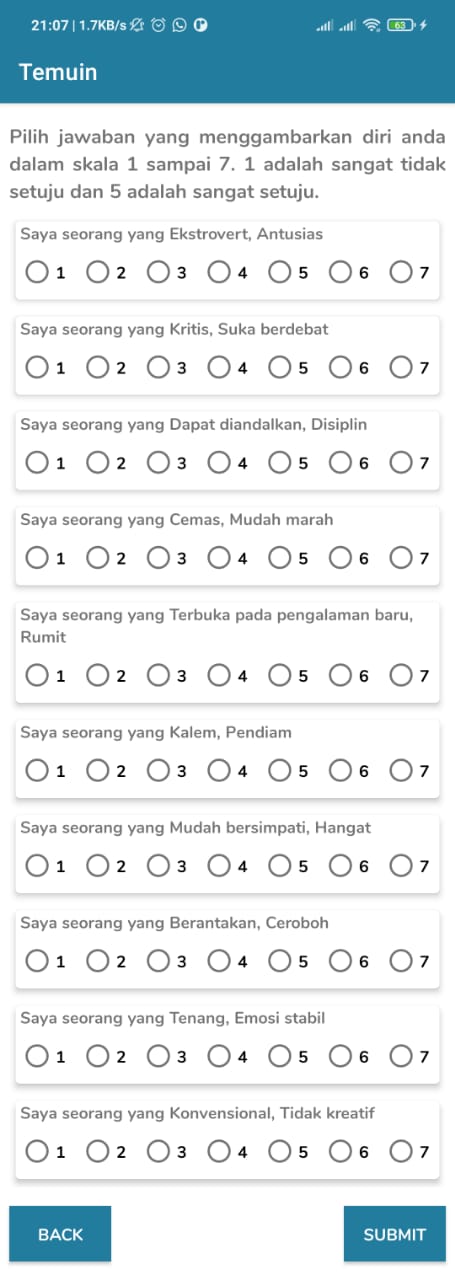 21:07 | 1.7KB/s 63
Temuin
Pilih jawaban yang menggambarkan diri anda
dalam skala 1 sampai 7. 1 adalah sangat tidak
setuju dan 5 adalah sangat setuju.
Saya seorang yang Ekstrovert, Antusias
1 2 3 4 5 6 7
Saya seorang yang Kritis, Suka berdebat
1 2 3 4 5 6 7
Saya seorang yang Dapat diandalkan, Disiplin
1 2 3 4 5 6 7
Saya seorang yang Cemas, Mudah marah
1 2 3 4 5 6 7
Saya seorang yang Terbuka pada pengalaman baru,
Rumit
1 2 3 4 5 6 7
Saya seorang yang Kalem, Pendiam
1 2 3 4 5 6 7
Saya seorang yang Mudah bersimpati, Hangat
1 2 3 4 5 6 7
Saya seorang yang Berantakan, Ceroboh
1 2 3 4 5 6 7
Saya seorang yang Tenang, Emosi stabil
1 2 3 4 5 6 7
Saya seorang yang Konvensional, Tidak kreatif
1 2 3 4 5 6 7
BACK SUBMIT